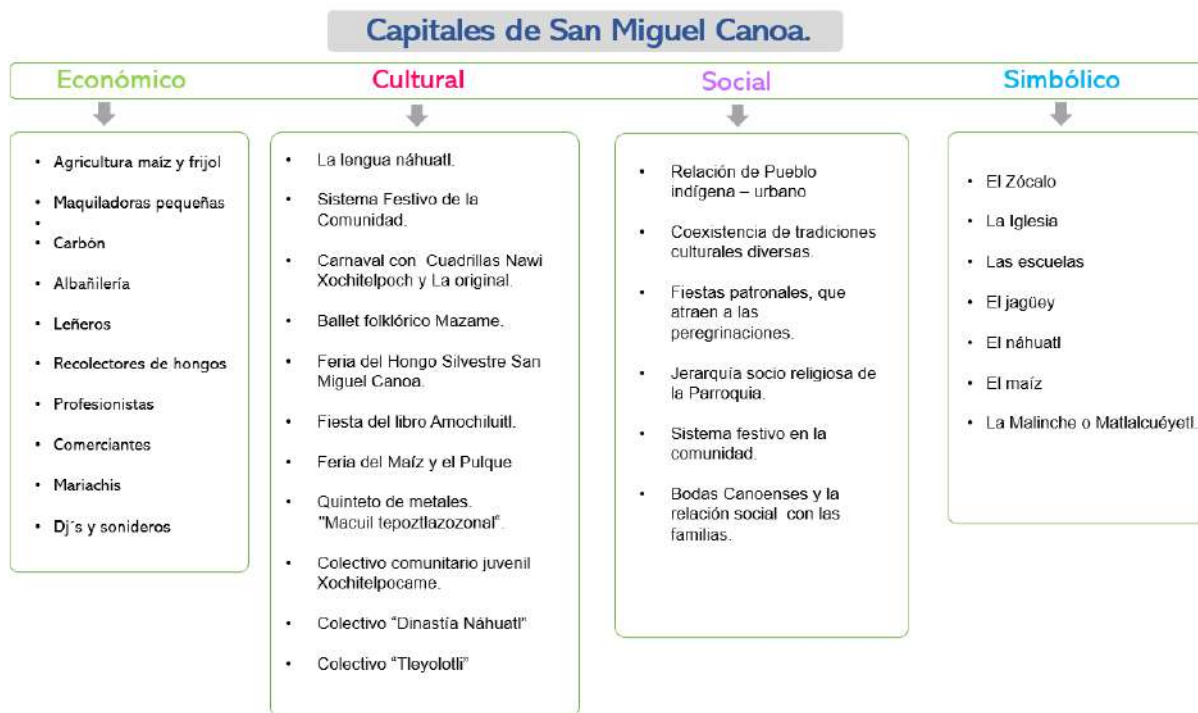 Capitales de San Miguel Canoa.
Económico
Cultural
Social
Simbólico
• Agricultura maíz y frijol
• Maquiladoras pequeñas
•
• Carbón
• Albañilería
• Leñeros
• Recolectores de hongos
• Profesionistas
• Comerciantes
• Mariachis
• Dj´s y sonideros
• La lengua náhuatl.
• Sistema Festivo de la
Comunidad.
• Carnaval con Cuadrillas Nawi
Xochitelpoch y La original.
• Ballet folklórico Mazame.
• Feria del Hongo Silvestre San
Miguel Canoa.
• Fiesta del libro Amochiluitl.
• Feria del Maíz y el Pulque
• Quinteto de metales.
"Macuil tepoztlazozonal".
• Colectivo comunitario juvenil
Xochitelpocame.
• Colectivo “Dinastía Náhuatl”
• Colectivo “Tleyolotli”
• Relación de Pueblo
indígena – urbano
• Coexistencia de tradiciones
culturales diversas.
• Fiestas patronales, que
atraen a las
peregrinaciones.
• Jerarquía socio religiosa de
la Parroquia.
• Sistema festivo en la
comunidad.
• Bodas Canoenses y la
relación social con las
familias.
• El Zócalo
• La Iglesia
• Las escuelas
• El jagüey
• El náhuatl
• El maíz
• La Malinche o Matlalcuéyetl.